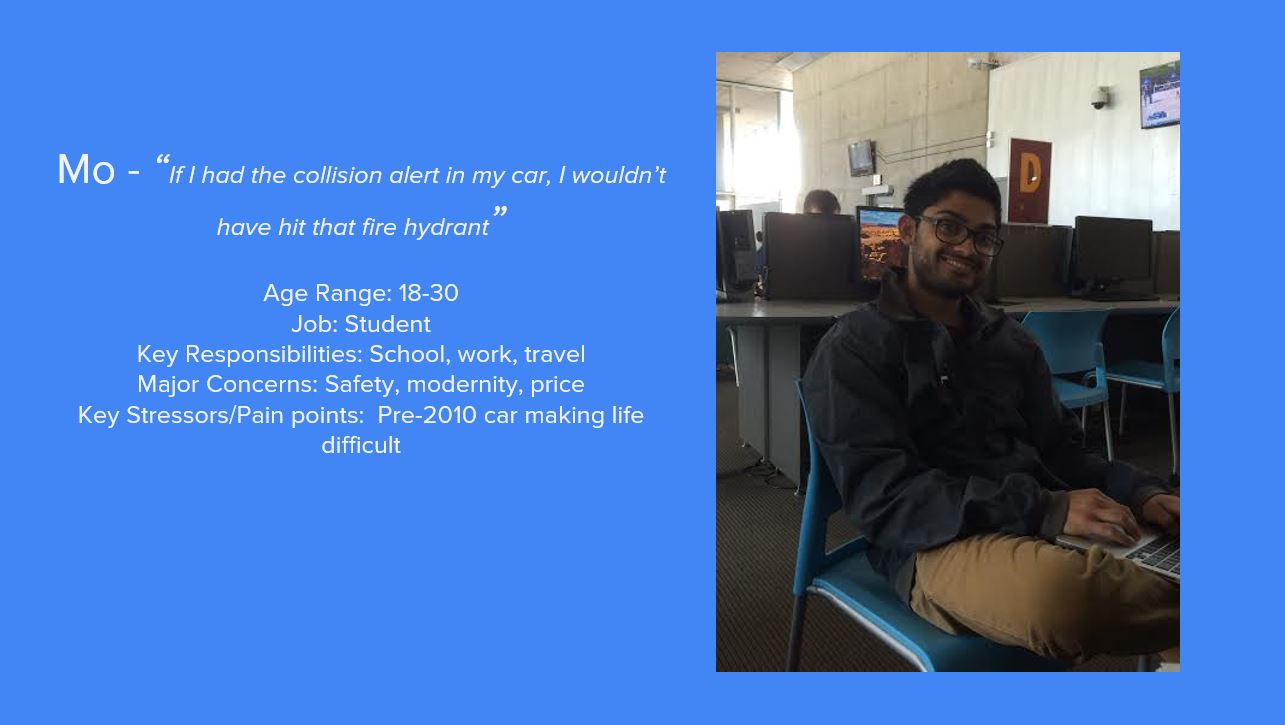 Mo - “If I had the collision alert in my car, I wouldn’t
have hit that fire hydrant”
Age Range: 18-30
Job: Student
Key Responsibilities: School, work, travel
Major Concerns: Safety, modernity, price
Key Stressors/Pain points:  Pre-2010 car making life
difficult
D